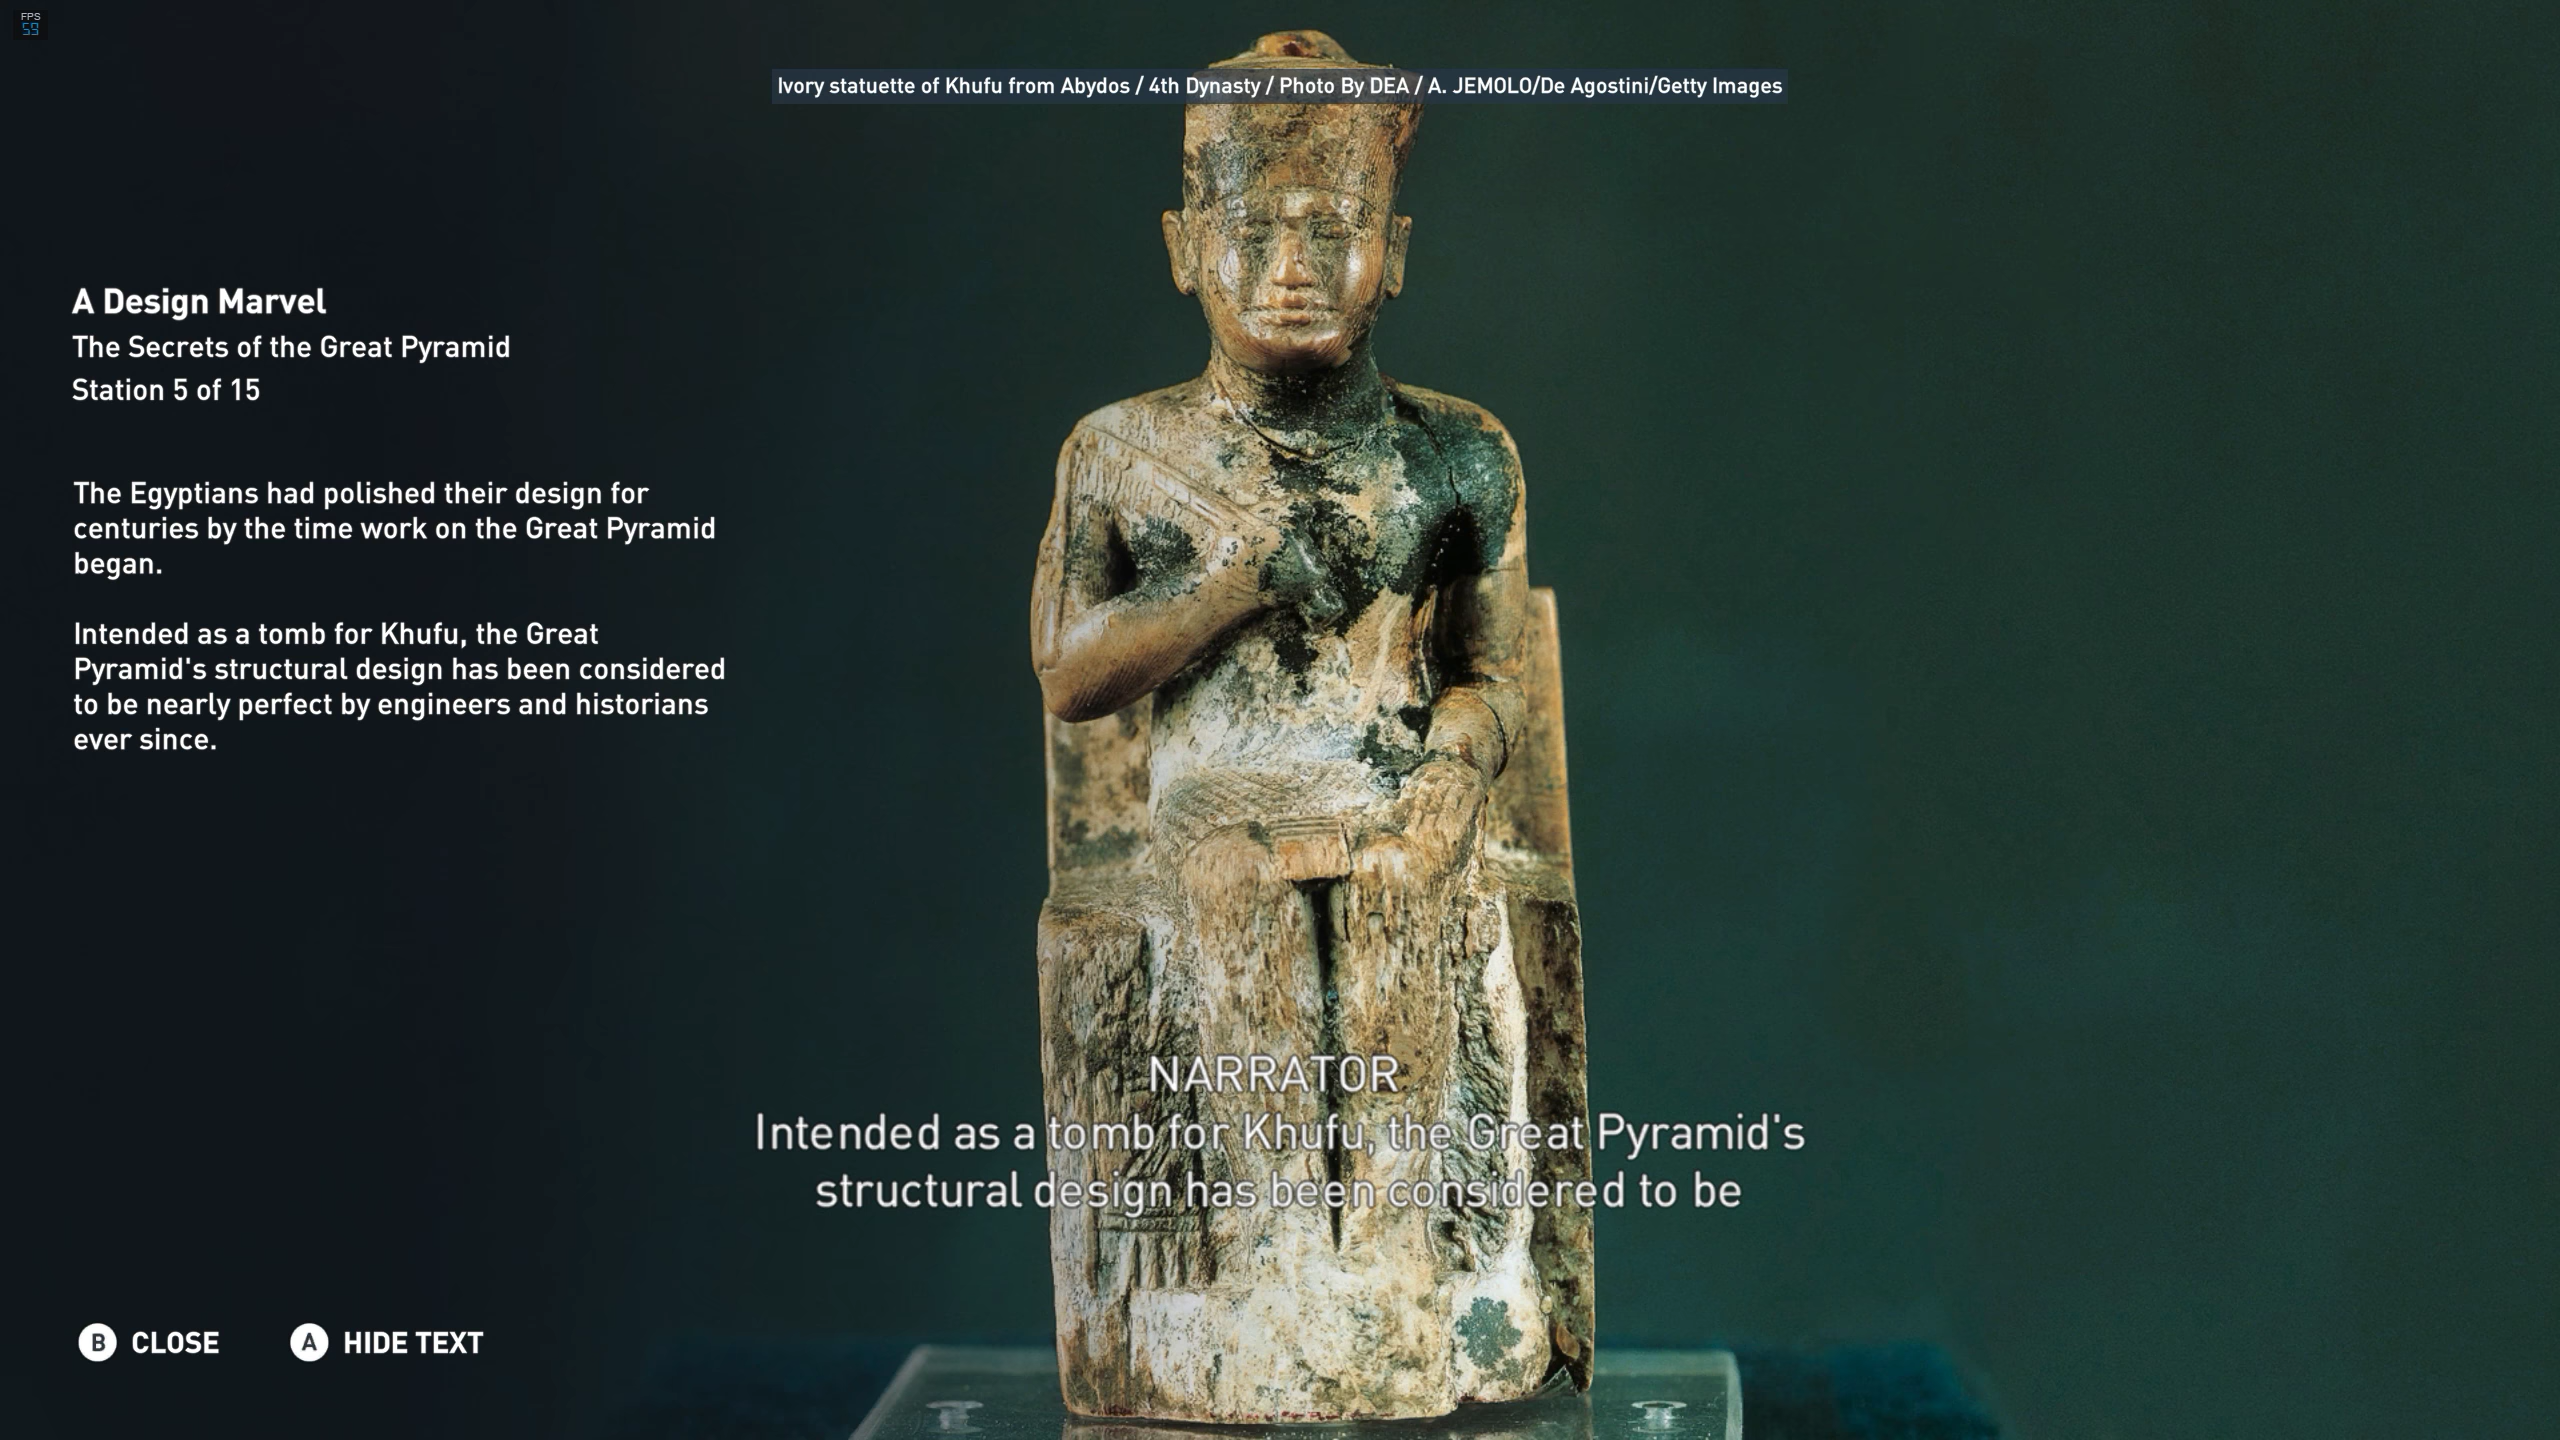 FPS
59
Ivory statuette of Khufu from Abydos / 4th Dynasty / Photo By DEA / A. JEMOLO/De Agostini/Getty Images
A Design Marvel
The Secrets of the Great Pyramid
Station 5 of 15
The Egyptians had polished their design for
centuries by the time work on the Great Pyramid
began.
Intended as a tomb for Khufu, the Great
Pyramid's structural design has been considered
to be nearly perfect by engineers and historians
ever since.
NARRATOR
Intended as a tomb for Khufu, the Great Pyramid's
structural design has been considered to be
B CLOSE
A HIDE TEXT